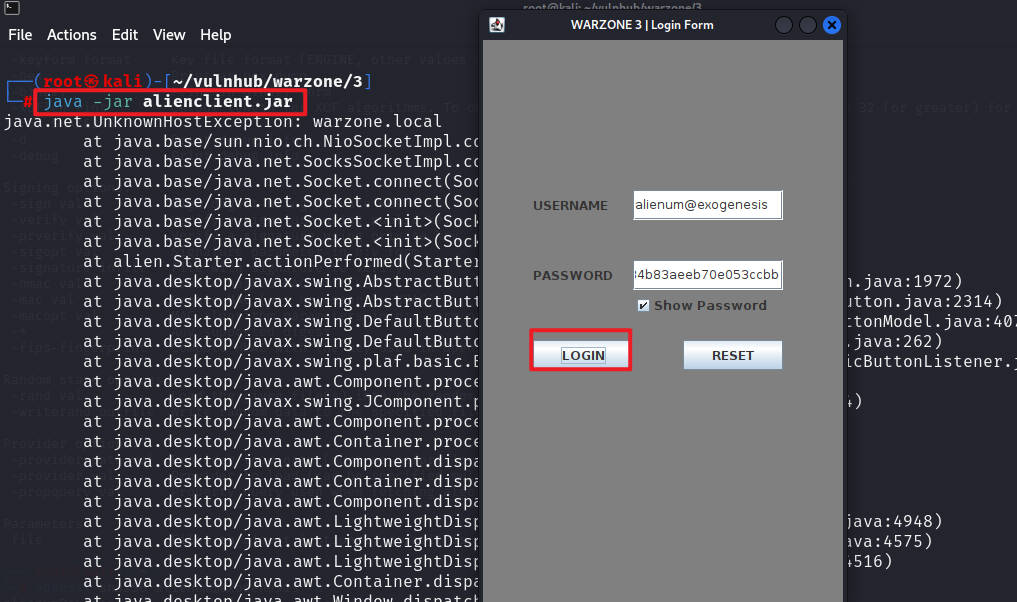 root@kali: ~/vulnhub/warzone/3
File Actions Edit View Help
(root㉿kali)-[~/vulnhub/warzone/3]
# java -jar alienclient.jar
java.net.UnknownHostException: warzone.local
at java.base/sun.nio.ch.NioSocketImpl.co
at java.base/java.net.SocksSocketImpl.co
at java.base/java.net.Socket.connect(Soc
at java.base/java.net.Socket.connect(Soc
at java.base/java.net.Socket.<init>(Sock
at java.base/java.net.Socket.<init>(Sock
at alien.Starter.actionPerformed(Starter
at java.desktop/javax.swing.AbstractButt
n.java:1972)
at java.desktop/javax.swing.AbstractButt
utton.java:2314)
at java.desktop/javax.swing.DefaultButto
ttonModel.java:407
at java.desktop/javax.swing.DefaultButto
.java:262)
at java.desktop/javax.swing.plaf.basic.B
icButtonListener.j
at java.desktop/java.awt.Component.proce
at java.desktop/javax.swing.JComponent.p
4)
at java.desktop/java.awt.Component.proce
at java.desktop/java.awt.Container.proce
at java.desktop/java.awt.Component.dispa
at java.desktop/java.awt.Container.dispa
at java.desktop/java.awt.Component.dispa
at java.desktop/java.awt.LightweightDisp
java:4948)
at java.desktop/java.awt.LightweightDisp
ava:4575)
at java.desktop/java.awt.LightweightDisp
4516)
at java.desktop/java.awt.Container.dispa
at java.desktop/java.awt.Window.dispatch
WARZONE 3 | Login Form
USERNAME alienum@exogenesis
PASSWORD 34b83aeeb70e053ccbb
Show Password
LOGIN RESET